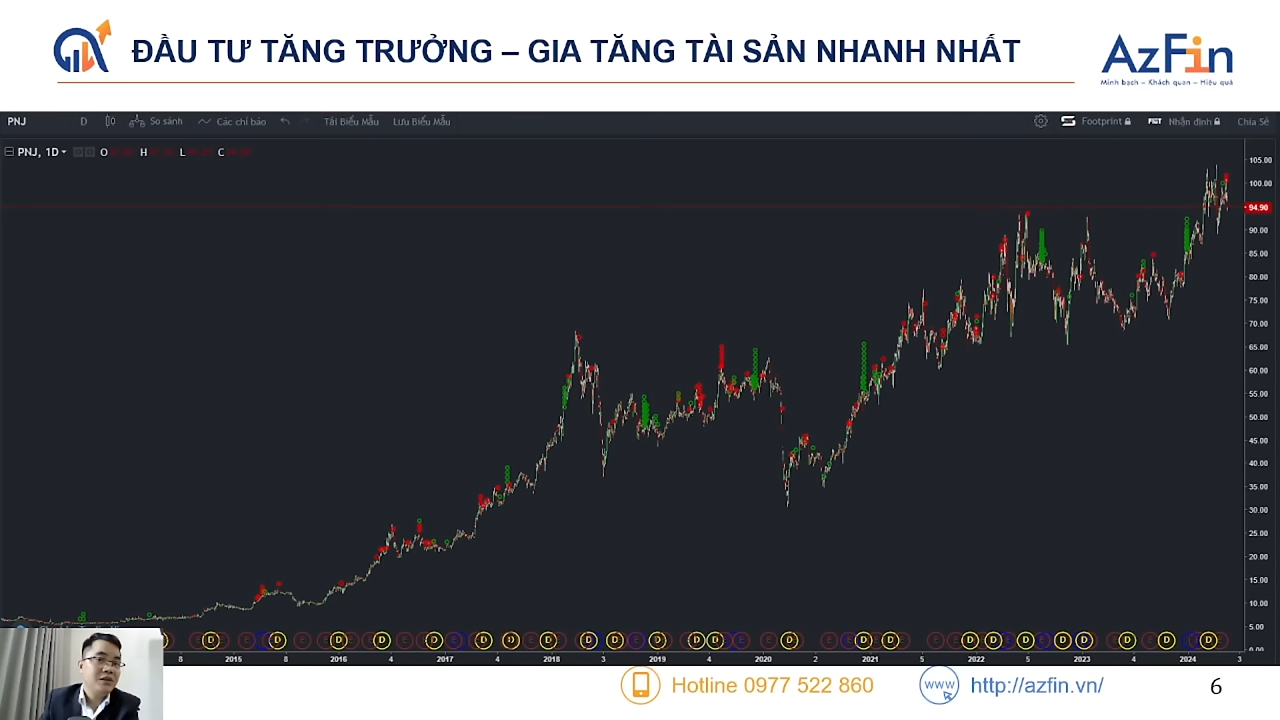 ĐẦU TƯ TĂNG TRƯỞNG – GIA TĂNG TÀI SẢN NHANH NHẤT
AzFin
Minh bạch – Khách quan – Hiệu quả
PNJ D So sánh Các chỉ báo Tải Biểu Mẫu Lưu Biểu Mẫu Footprint Nhận định Chia Sẻ
PNJ, 1D O H L C
105.00
100.00
94.90
90.00
85.00
80.00
75.00
70.00
65.00
60.00
55.00
50.00
45.00
40.00
35.00
30.00
25.00
20.00
15.00
10.00
5.00
0.00
8 2015 8 2016 4 2017 4 2018 3 2019 4 2020 2 2021 5 2022 5 2023 4 2024 3
Hotline 0977 522 860
www
http://azfin.vn/
6